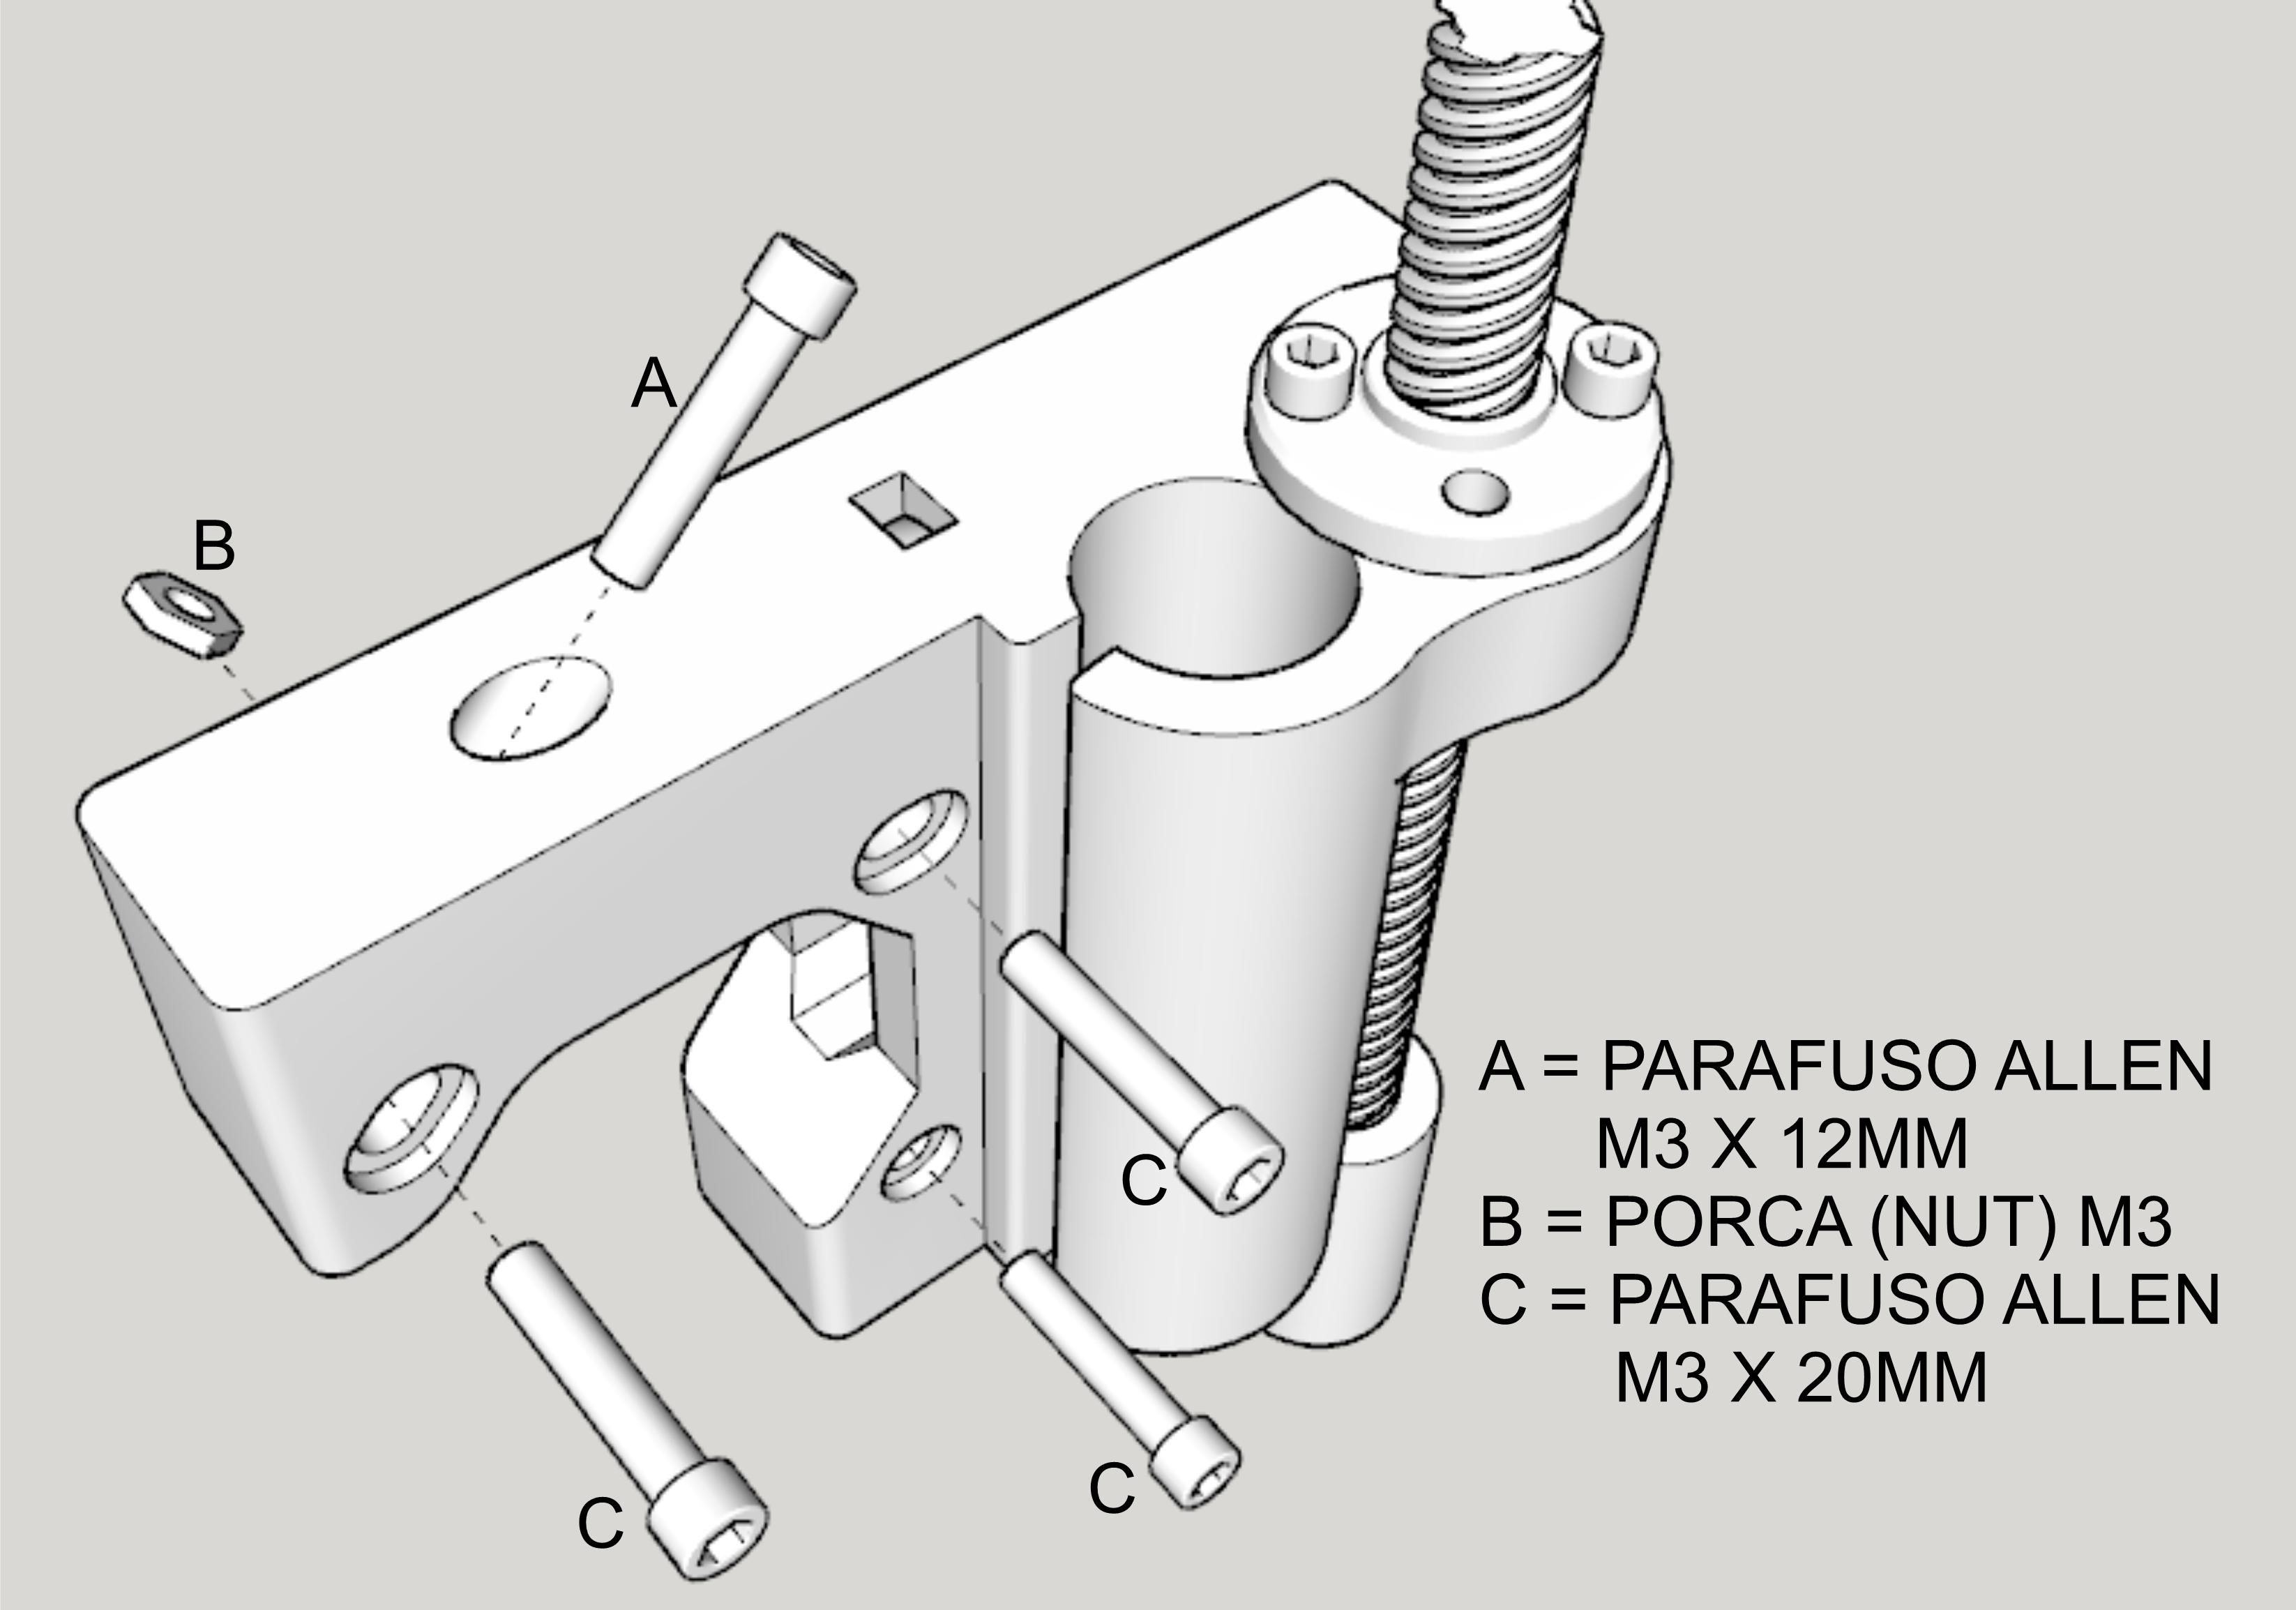 A
B
C
C
C
A = PARAFUSO ALLEN
M3 X 12MM
B = PORCA (NUT) M3
C = PARAFUSO ALLEN
M3 X 20MM